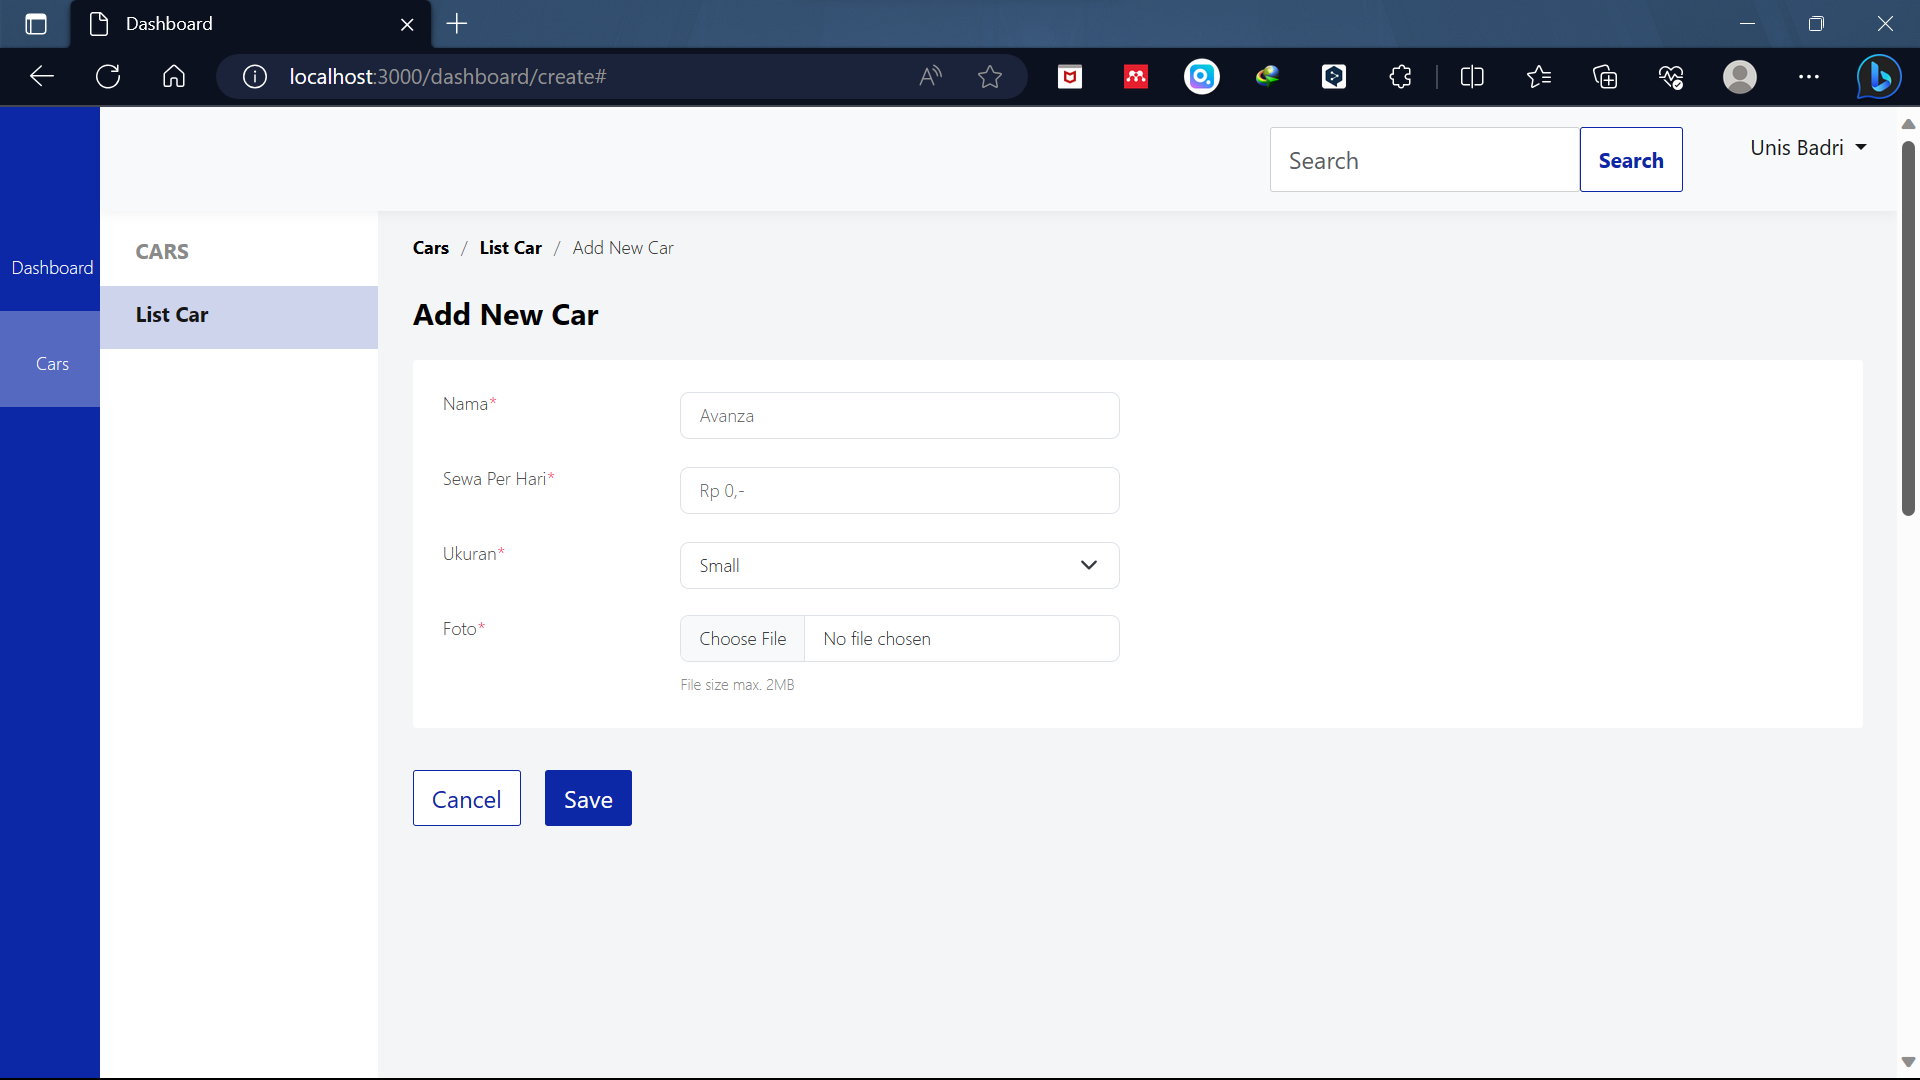 Dashboard
localhost:3000/dashboard/create#
Search
Search
Unis Badri
Dashboard
Cars
CARS
List Car
Cars / List Car / Add New Car
Add New Car
Nama*
Avanza
Sewa Per Hari*
Rp 0,-
Ukuran*
Small
Foto*
Choose File No file chosen
File size max. 2MB
Cancel
Save